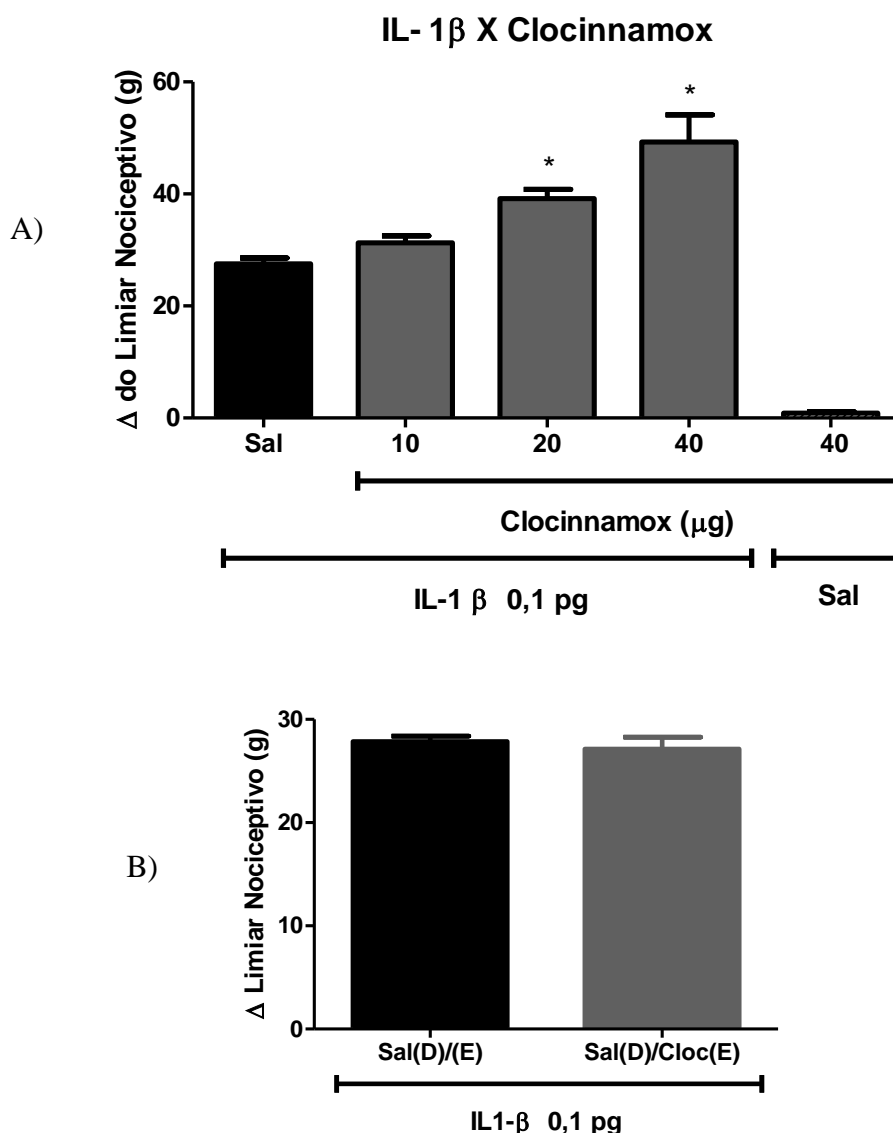 IL- 1β X Clocinnamox
A)
Δ do Limiar Nociceptivo (g)
60
40
20
0
*
*
Sal 10 20 40 40
Clocinnamox (μg)
IL-1 β 0,1 pg Sal
B)
Δ Limiar Nociceptivo (g)
30
20
10
0
Sal(D)/(E) Sal(D)/Cloc(E)
IL1-β 0,1 pg